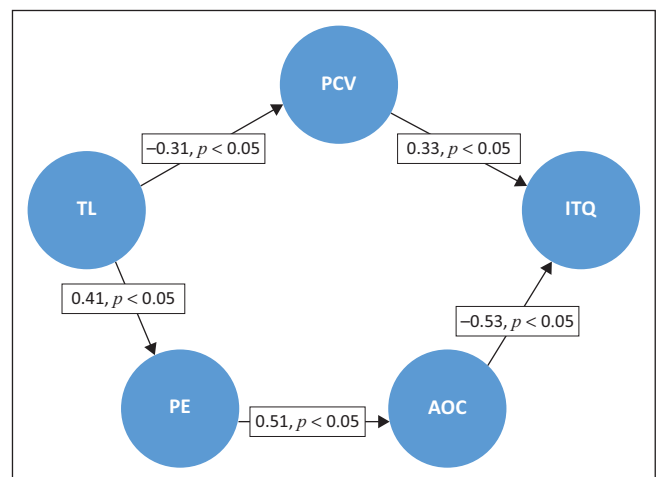 PCV
–0.31, p < 0.05
0.33, p < 0.05
TL
ITQ
0.41, p < 0.05
–0.53, p < 0.05
PE
0.51, p < 0.05
AOC